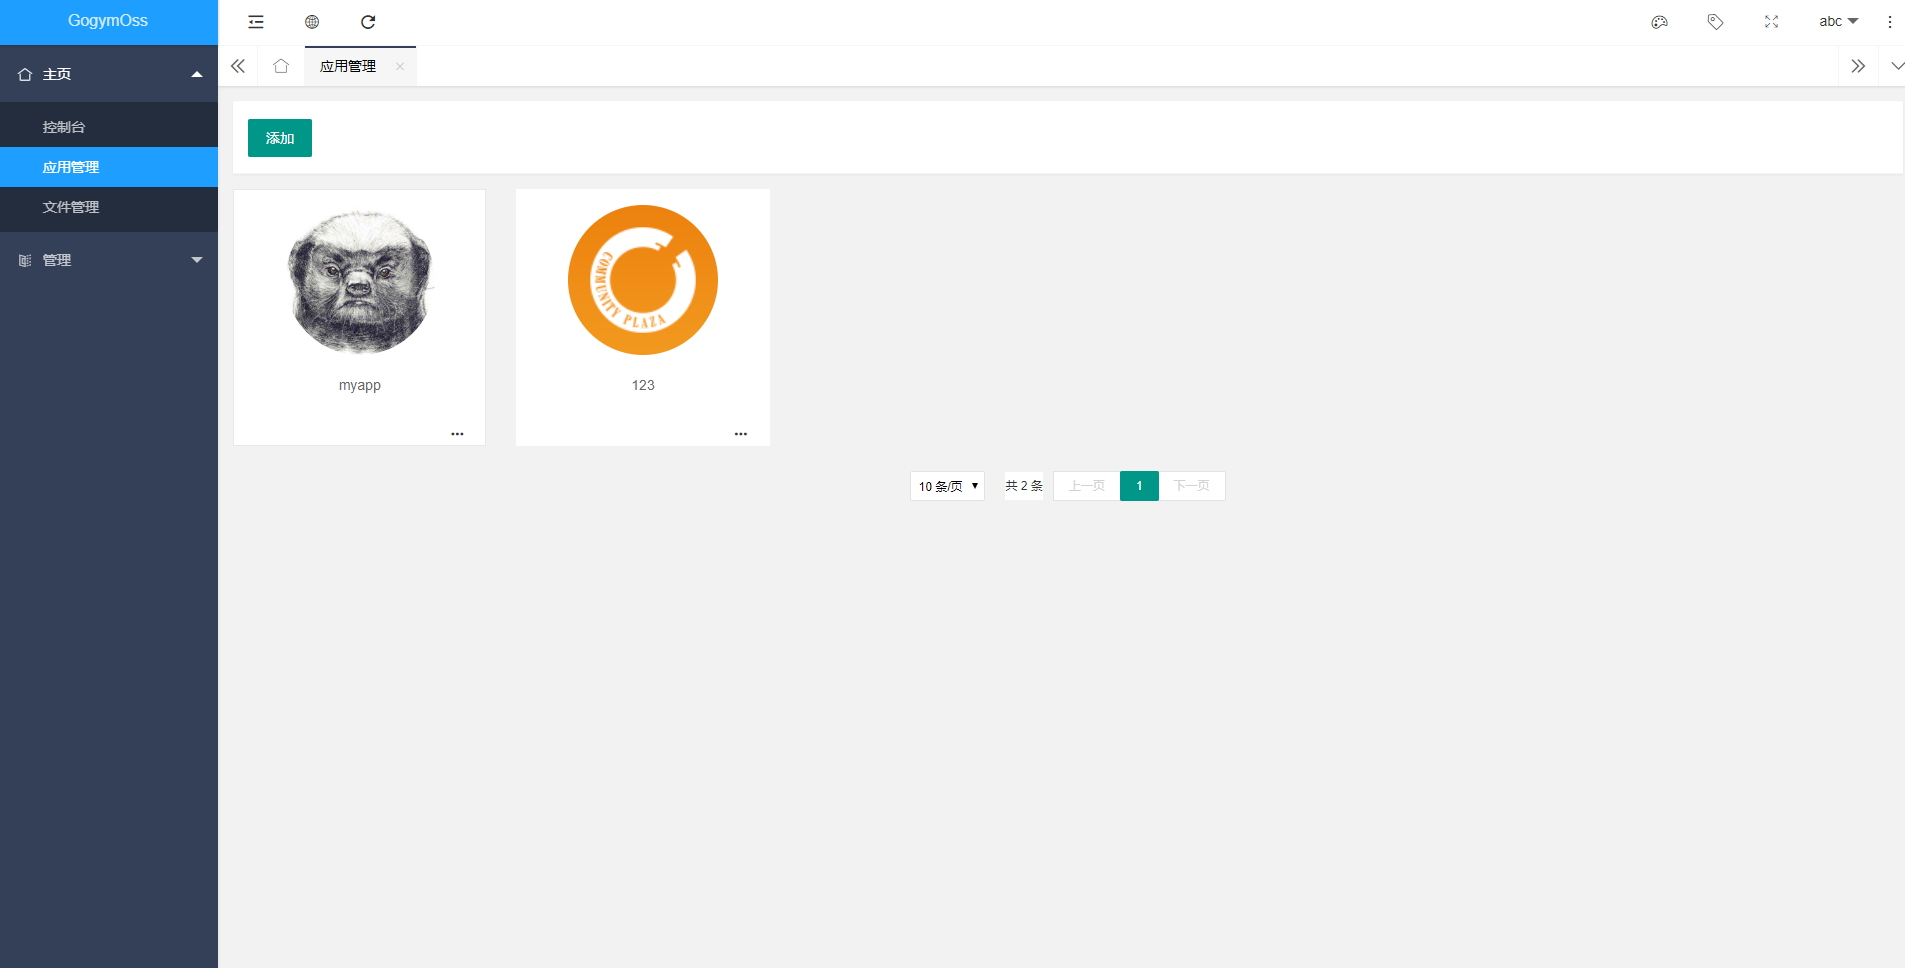 GogymOss
主页
控制台
应用管理
文件管理
管理
abc
应用管理
添加
COMMUNITY PLAZA
myapp
123
10 条/页
共 2 条
上一页
1
下一页